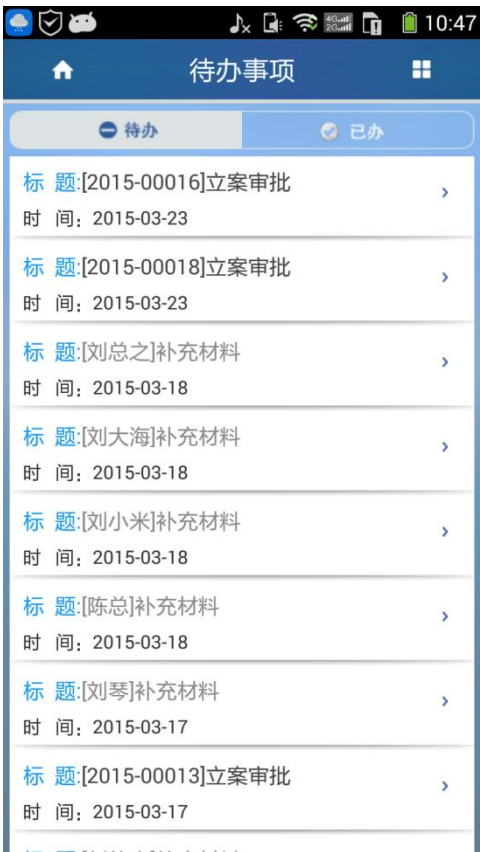 4G 2G 10:47
待办事项
待办 已办
标 题:[2015-00016]立案审批
时 间：2015-03-23
标 题:[2015-00018]立案审批
时 间：2015-03-23
标 题:[刘总之]补充材料
时 间：2015-03-18
标 题:[刘大海]补充材料
时 间：2015-03-18
标 题:[刘小米]补充材料
时 间：2015-03-18
标 题:[陈总]补充材料
时 间：2015-03-18
标 题:[刘琴]补充材料
时 间：2015-03-17
标 题:[2015-00013]立案审批
时 间：2015-03-17